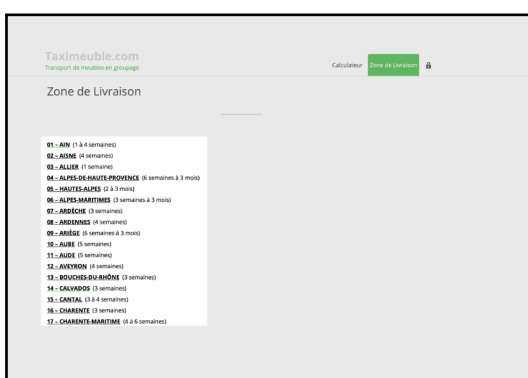 Taximeuble.com
Transport de meubles en groupage
Calculateur Zone de Livraison
Zone de Livraison
01 – AIN (1 à 4 semaines)
02 – AISNE (4 semaines)
03 – ALLIER (1 semaine)
04 – ALPES-DE-HAUTE-PROVENCE (6 semaines à 3 mois)
05 – HAUTES-ALPES (2 à 3 mois)
06 – ALPES-MARITIMES (3 semaines à 3 mois)
07 – ARDÈCHE (3 semaines)
08 – ARDENNES (4 semaines)
09 – ARIÈGE (6 semaines à 3 mois)
10 – AUBE (5 semaines)
11 – AUDE (5 semaines)
12 – AVEYRON (4 semaines)
13 – BOUCHES-DU-RHÔNE (3 semaines)
14 – CALVADOS (3 semaines)
15 – CANTAL (3 à 4 semaines)
16 – CHARENTE (3 semaines)
17 – CHARENTE-MARITIME (4 à 6 semaines)